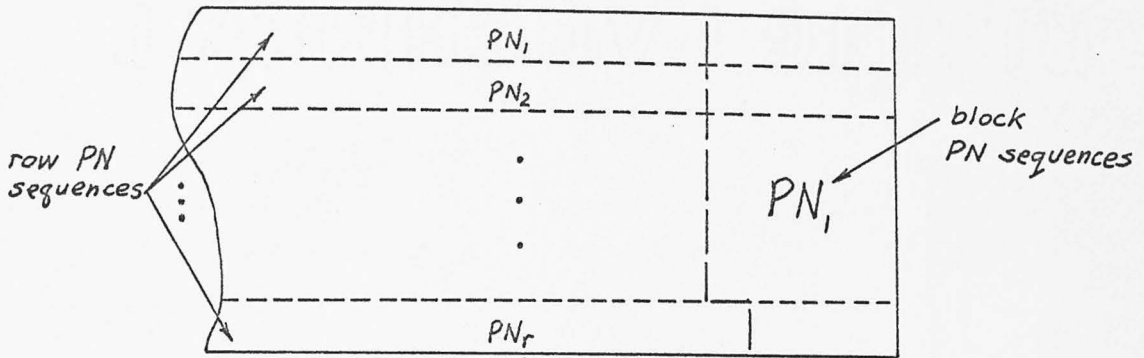 PN₁
PN₂
block
PN sequences
row PN
sequences
PN₁
PNᵣ